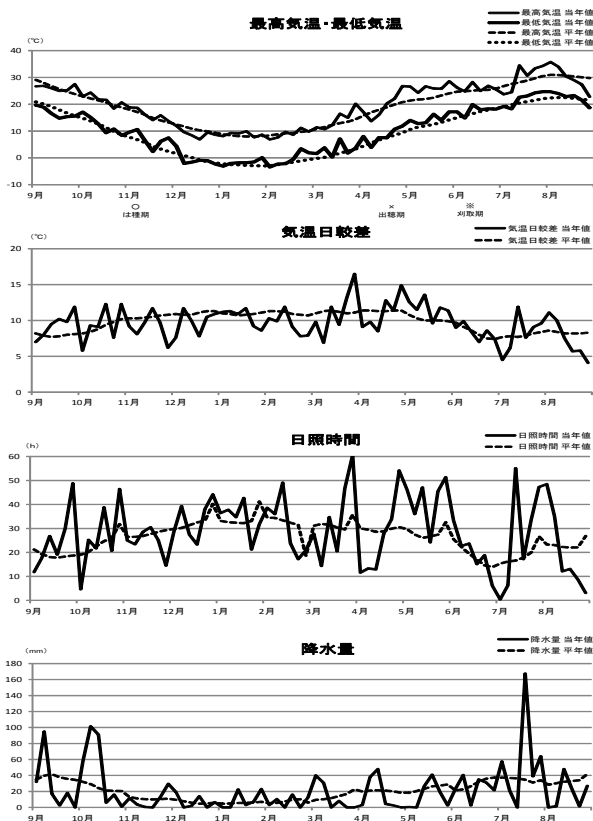 最高気温・最低気温
最高気温 当年値
最低気温 当年値
最高気温 平年値
最低気温 平年値
(℃)
40
30
20
10
0
-10
9月 10月 11月 12月 1月 2月 3月 4月 5月 6月 7月 8月
○ × ※
は種期 出穂期 刈取期
気温日較差
気温日較差 当年値
気温日較差 平年値
(℃)
20
15
10
5
0
9月 10月 11月 12月 1月 2月 3月 4月 5月 6月 7月 8月
日照時間
日照時間 当年値
日照時間 平年値
(h)
60
50
40
30
20
10
0
9月 10月 11月 12月 1月 2月 3月 4月 5月 6月 7月 8月
降水量
降水量 当年値
降水量 平年値
(mm)
180
160
140
120
100
80
60
40
20
0
9月 10月 11月 12月 1月 2月 3月 4月 5月 6月 7月 8月